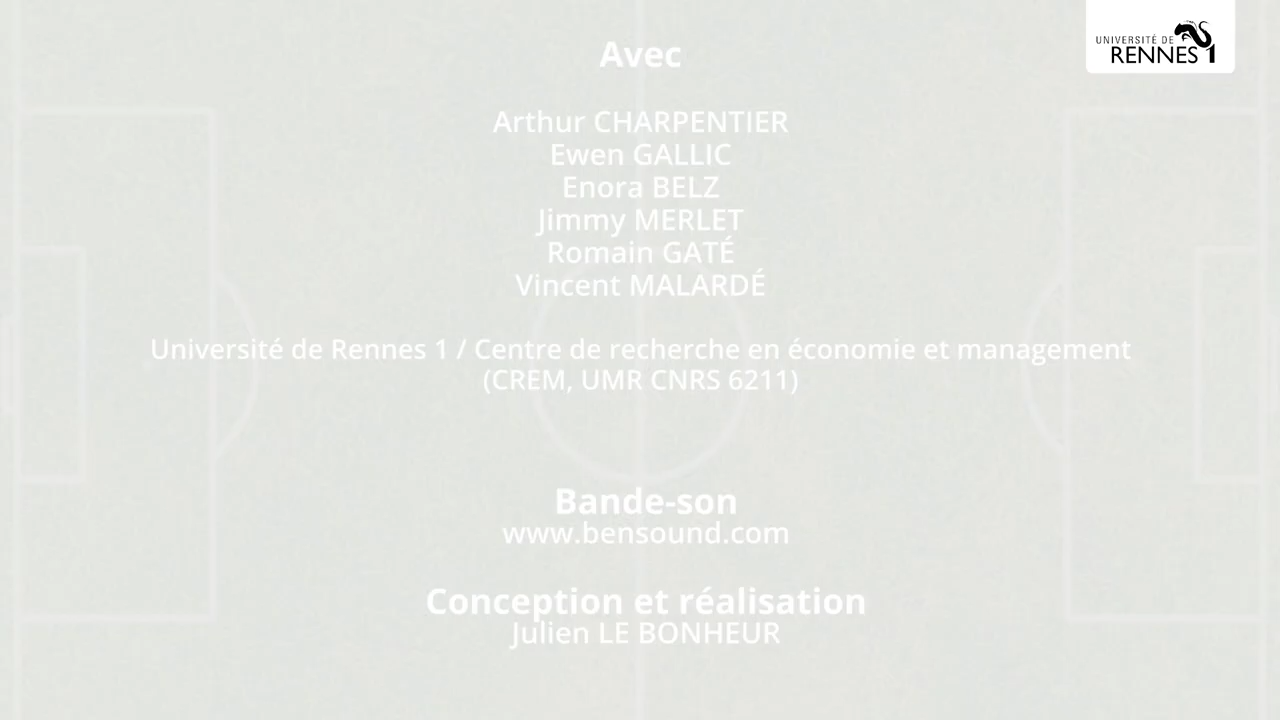 UNIVERSITÉ DE
RENNES 1
Avec
Arthur CHARPENTIER
Ewen GALLIC
Enora BELZ
Jimmy MERLET
Romain GATÉ
Vincent MALARDÉ
Université de Rennes 1 / Centre de recherche en économie et management
(CREM, UMR CNRS 6211)
Bande-son
www.bensound.com
Conception et réalisation
Julien LE BONHEUR